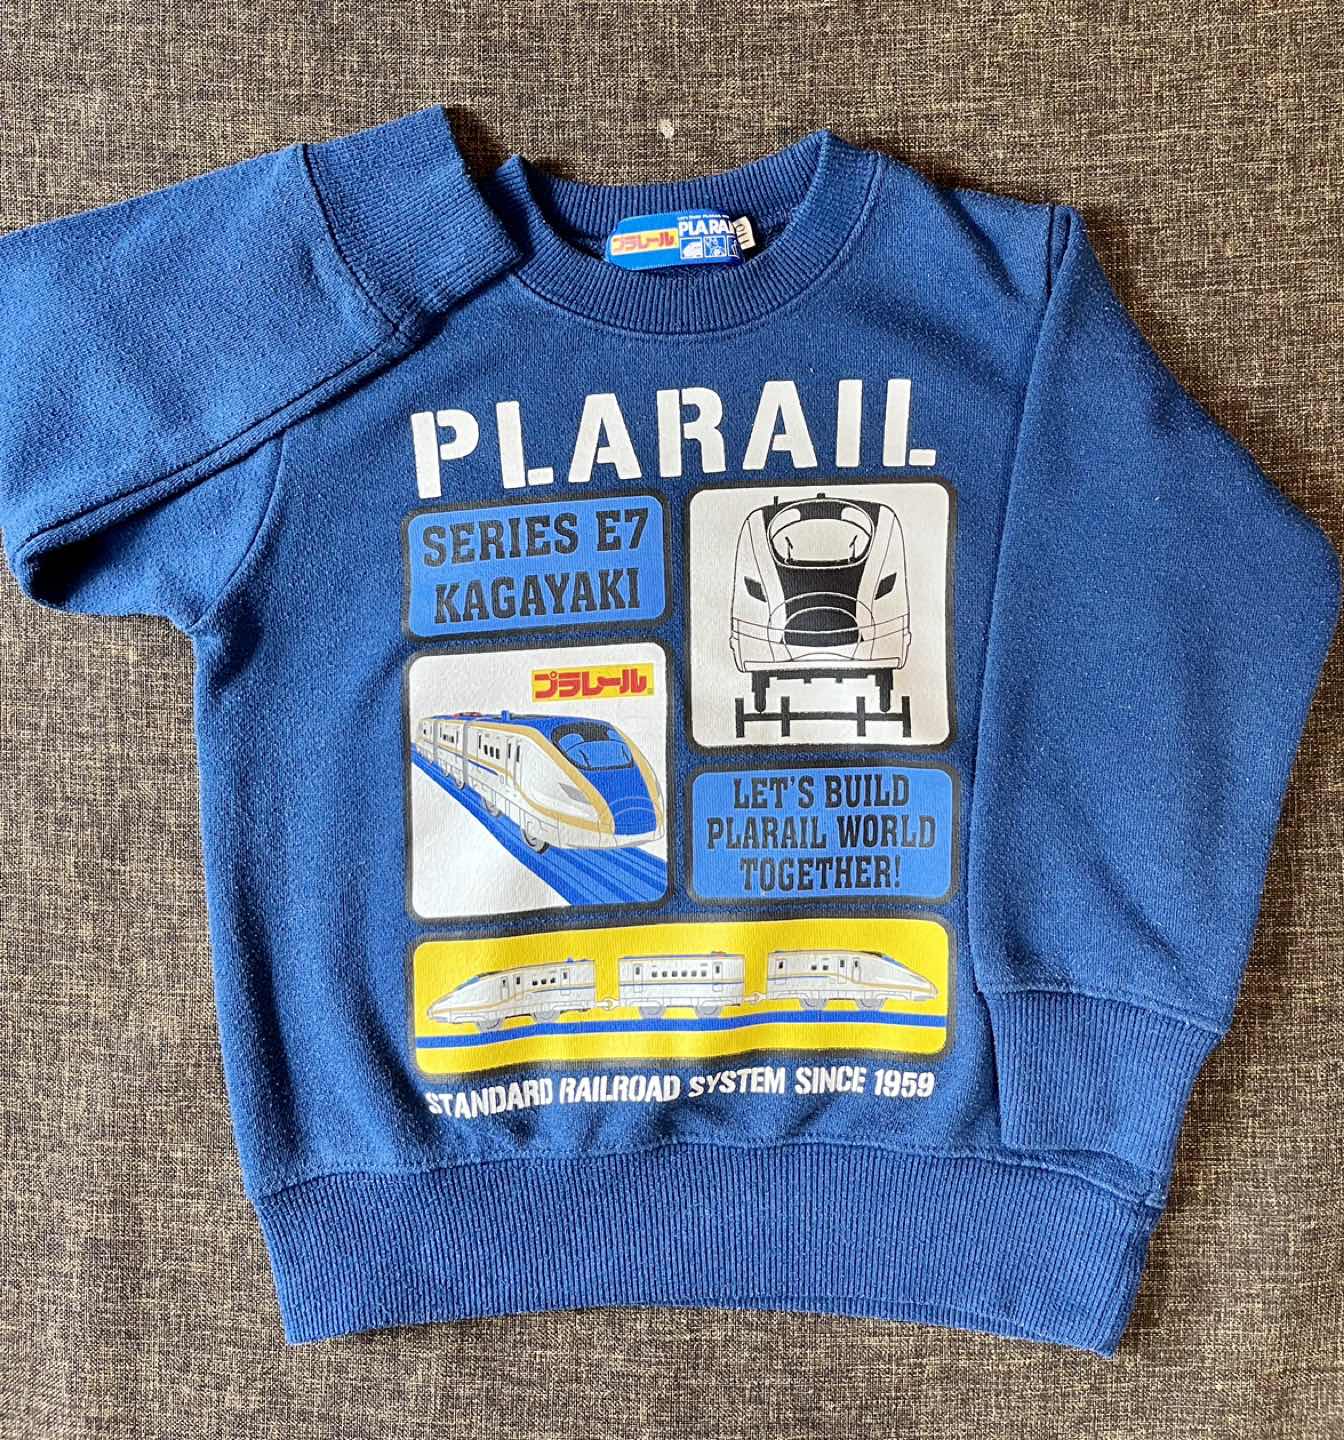 プラレール
PLARAIL
SERIES E7
KAGAYAKI
プラレール
LET'S BUILD
PLARAIL WORLD
TOGETHER!
STANDARD RAILROAD SYSTEM SINCE 1959